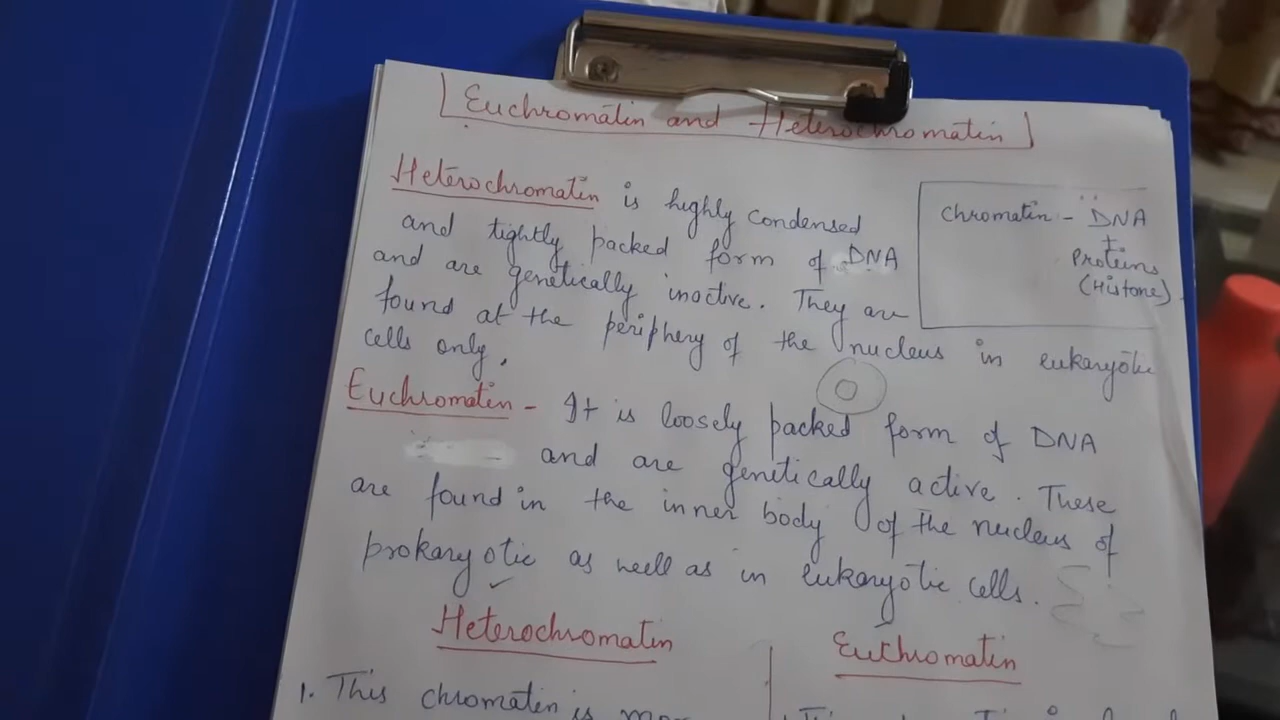 Euchromatin and Heterochromatin
Heterochromatin is highly condensed
and tightly packed form of DNA
and are genetically inactive. They are
found at the periphery of the nucleus in eukaryotic
cells only.
chromatin - DNA
+
Proteins
(Histone)
Euchromatin - It is loosely packed form of DNA
and are genetically active. These
are found in the inner body of the nucleus of
prokaryotic as well as in eukaryotic cells.
Heterochromatin
Euchromatin
1. This chromatin is